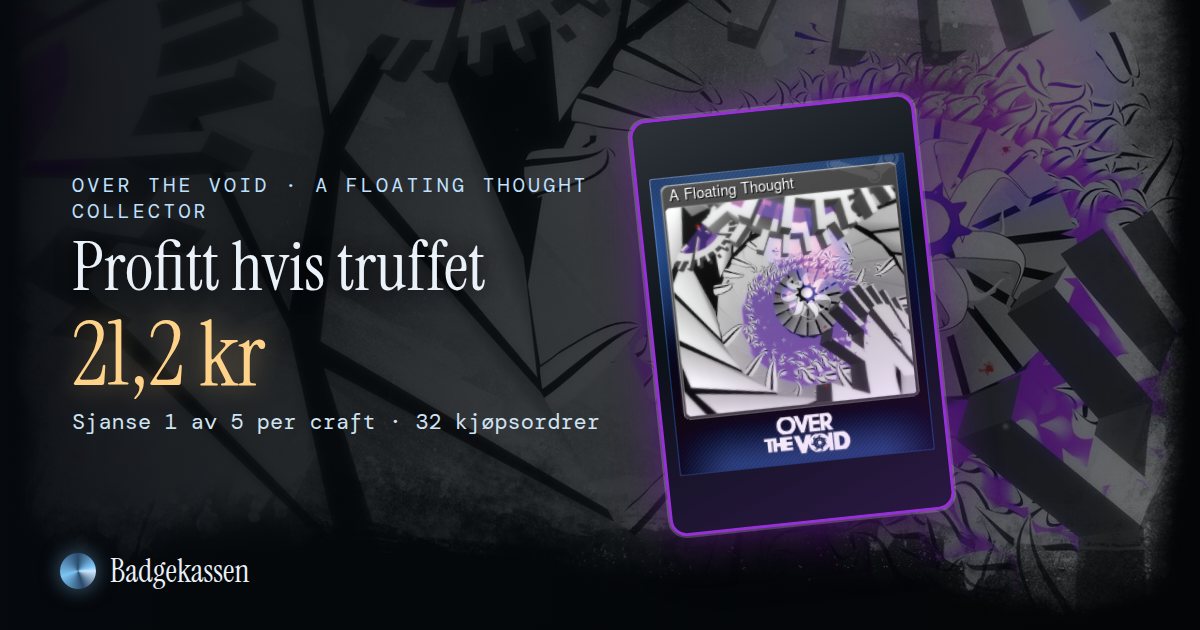 OVER THE VOID · A FLOATING THOUGHT
COLLECTOR
Profitt hvis truffet
21,2 kr
Sjanse 1 av 5 per craft · 32 kjøpsordrer
Badgekassen
A Floating Thought
OVER
THE VOID